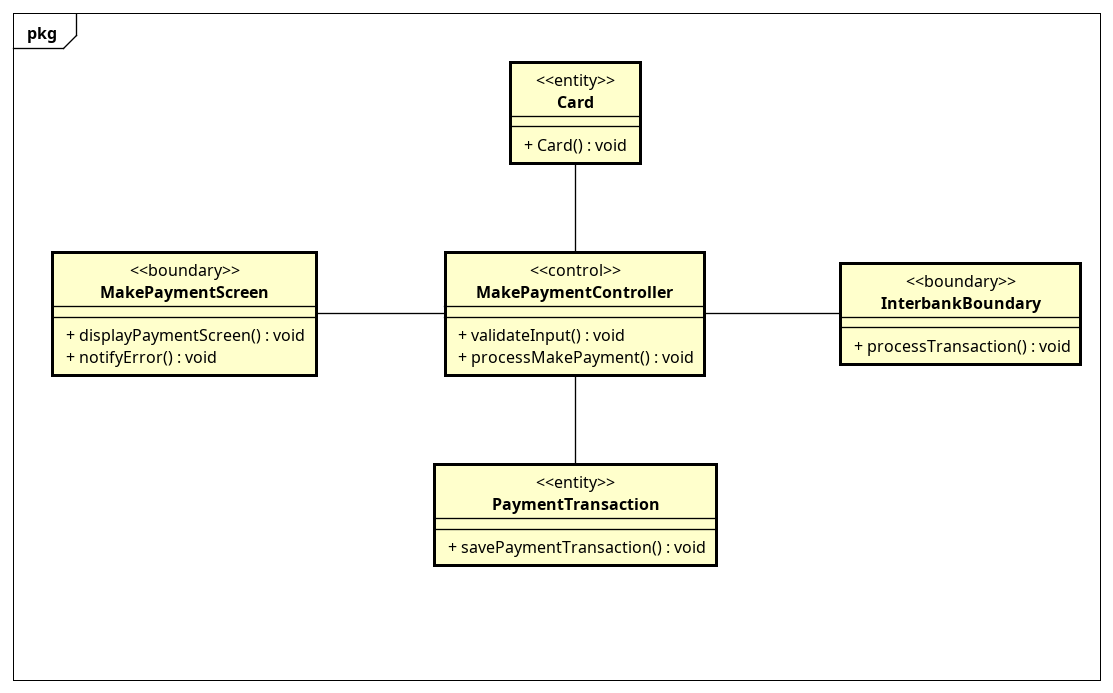 pkg
<<entity>>
Card
+ Card() : void
<<boundary>>
MakePaymentScreen
+ displayPaymentScreen() : void
+ notifyError() : void
<<control>>
MakePaymentController
+ validateInput() : void
+ processMakePayment() : void
<<boundary>>
InterbankBoundary
+ processTransaction() : void
<<entity>>
PaymentTransaction
+ savePaymentTransaction() : void